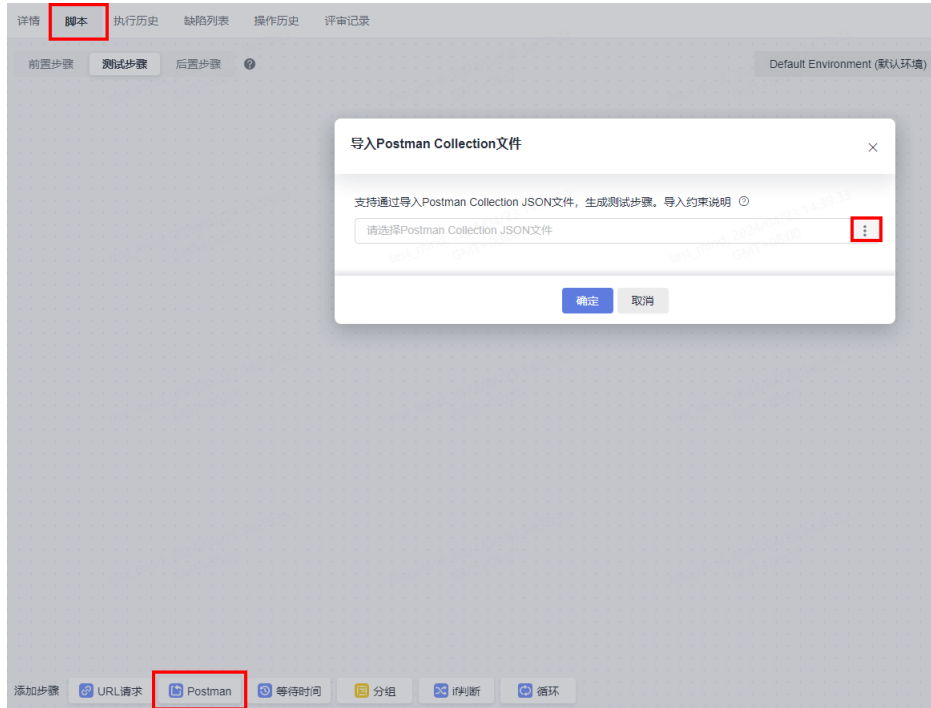 详情 脚本 执行历史 缺陷列表 操作历史 评审记录
前置步骤 测试步骤 后置步骤 Default Environment (默认环境)
导入Postman Collection文件
支持通过导入Postman Collection JSON文件，生成测试步骤。导入约束说明
请选择Postman Collection JSON文件
确定 取消
添加步骤 URL请求 Postman 等待时间 分组 if判断 循环